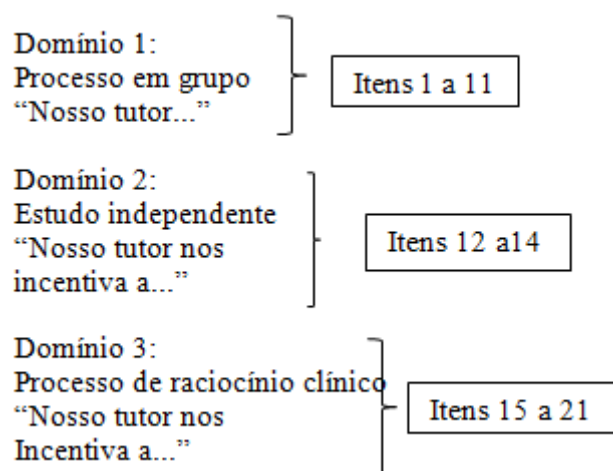 Domínio 1:
Processo em grupo
“Nosso tutor...”
Itens 1 a 11
Domínio 2:
Estudo independente
“Nosso tutor nos
incentiva a...”
Itens 12 a14
Domínio 3:
Processo de raciocínio clínico
“Nosso tutor nos
Incentiva a...”
Itens 15 a 21